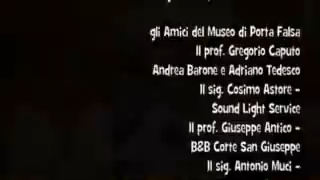 gli Amici del Museo di Porta Falsa
Il prof. Gregorio Caputo
Andrea Barone e Adriano Tedesco
Il sig. Cosimo Astore -
Sound Light Service
Il prof. Giuseppe Antico -
B&B Corte San Giuseppe
Il sig. Antonio Muci -